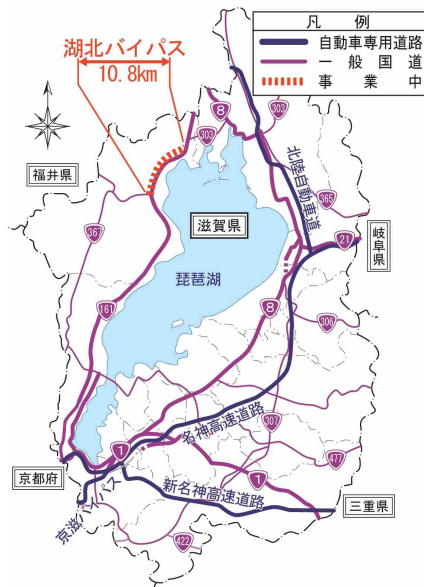 凡 例
自動車専用道路
一般国道
事業中
湖北バイパス
10.8km
8
303
303
福井県
北陸自動車道
365
滋賀県
21
岐阜県
367
琵琶湖
161
8
306
307
名神高速道路
1
477
京都府
1
新名神高速道路
京滋バイパス
三重県
422